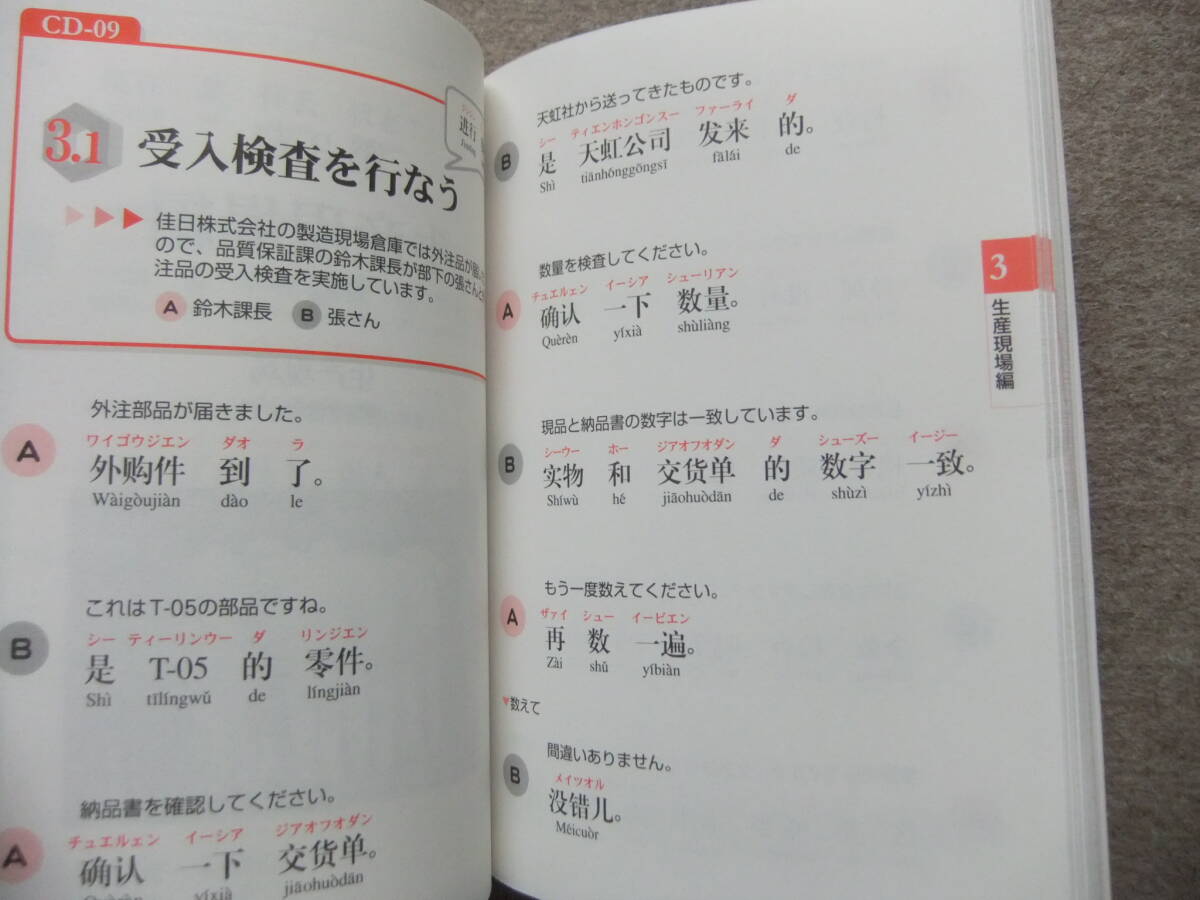 CD-09
3.1 受入検査を行なう
进行
佳日株式会社の製造現場倉庫では外注品が届い
ので、品質保証課の鈴木課長が部下の張さんと
注品の受入検査を実施しています。
A 鈴木課長 B 張さん
外注部品が届きました。
A
ワイゴウジエン ダオ ラ
外购件 到 了。
Wàigòujiàn dào le
これはT-05の部品ですね。
B
シー ティーリンウー ダ リンジエン
是 T-05 的 零件。
Shì tīlíngwǔ de língjiàn
納品書を確認してください。
A
チュエルェン イーシア ジアオフオダン
确认 一下 交货单。
Quèrèn yíxià jiāohuòdān
天虹社から送ってきたものです。
B
シー ティエンホンゴンスー ファーライ ダ
是 天虹公司 发来 的。
Shì tiānhónggōngsī fālái de
数量を検査してください。
A
チュエルェン イーシア シューリアン
确认 一下 数量。
Quèrèn yíxià shùliàng
現品と納品書の数字は一致しています。
B
シーウー ホー ジアオフオダン ダ シューズー イージー
实物 和 交货单 的 数字 一致。
Shíwù hé jiāohuòdān de shùzì yīzhì
もう一度数えてください。
A
ザァイ シュー イービエン
再 数 一遍。
Zài shǔ yíbiàn
▼数えて
間違いありません。
B
メイツオル
没错儿。
Méicuòr
3
生産現場編